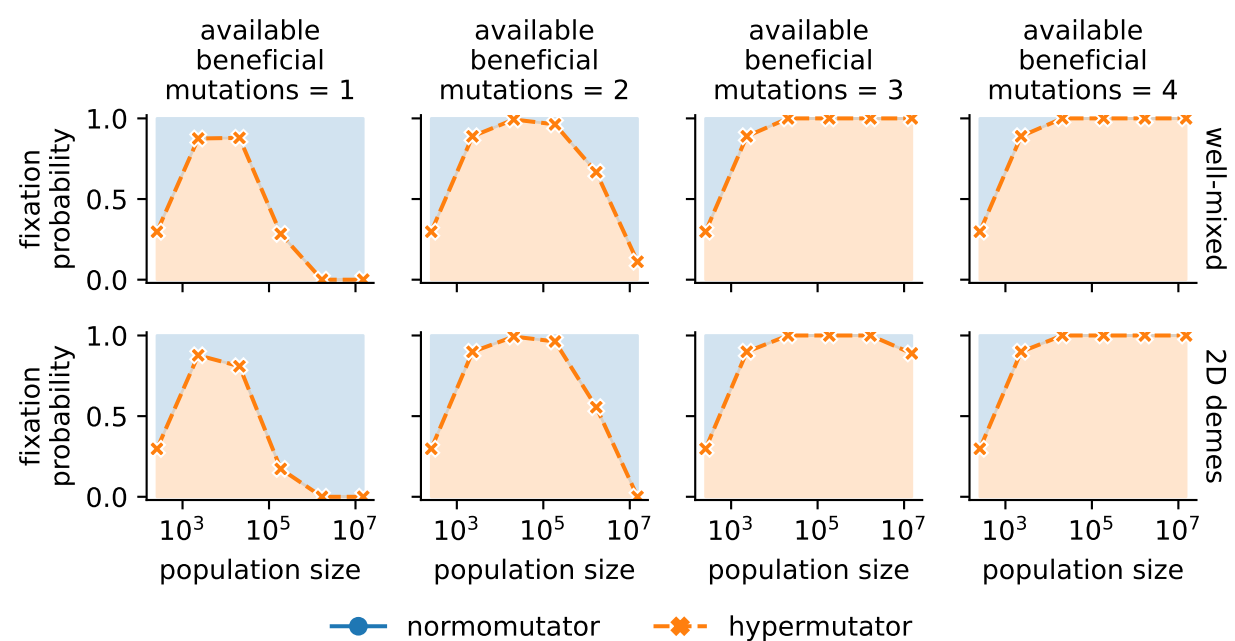 available
beneficial
mutations = 1
available
beneficial
mutations = 2
available
beneficial
mutations = 3
available
beneficial
mutations = 4
fixation
probability
1.0
0.5
0.0
well-mixed
fixation
probability
1.0
0.5
0.0
2D demes
10³ 10⁵ 10⁷
10³ 10⁵ 10⁷
10³ 10⁵ 10⁷
10³ 10⁵ 10⁷
population size
population size
population size
population size
normomutator
hypermutator